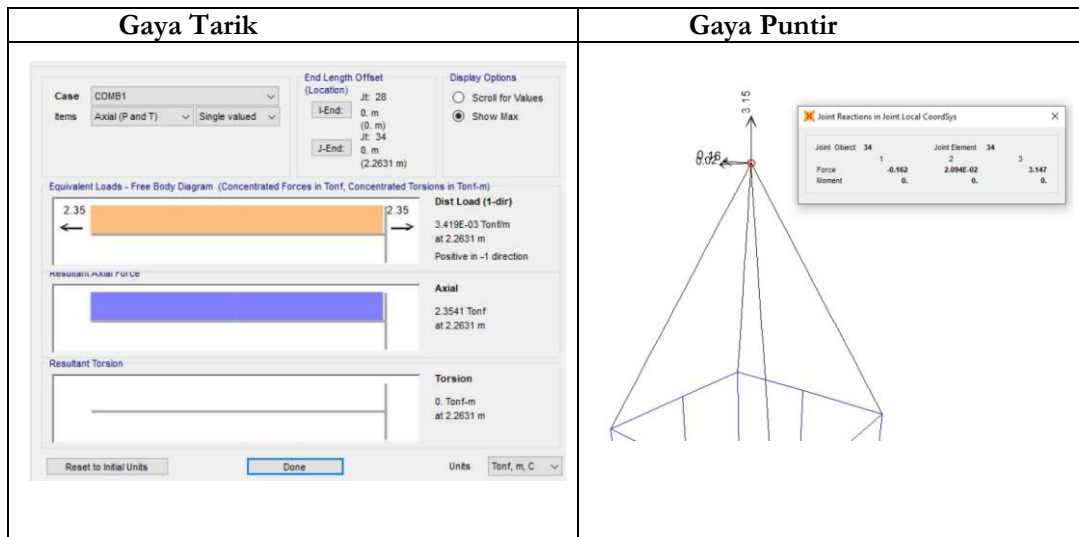 Gaya Tarik
Gaya Puntir
Case COMB1
Items Axial (P and T) Single valued
End Length Offset
(Location)
Jt: 28
I-End: 0. m
(0. m)
Jt: 34
J-End: 0. m
(2.2631 m)
Display Options
Scroll for Values
Show Max
Equivalent Loads - Free Body Diagram (Concentrated Forces in Tonf, Concentrated Torsions in Tonf-m)
2.35 2.35
Dist Load (1-dir)
3.419E-03 Tonf/m
at 2.2631 m
Positive in -1 direction
Resultant Axial Force
Axial
2.3541 Tonf
at 2.2631 m
Resultant Torsion
Torsion
0. Tonf-m
at 2.2631 m
Reset to Initial Units Done Units Tonf, m, C
3.15
0.16
0.02
Joint Reactions in Joint Local CoordSys
Joint Object 34 Joint Element 34
1 2 3
Force -0.162 2.094E-02 3.147
Moment 0. 0. 0.